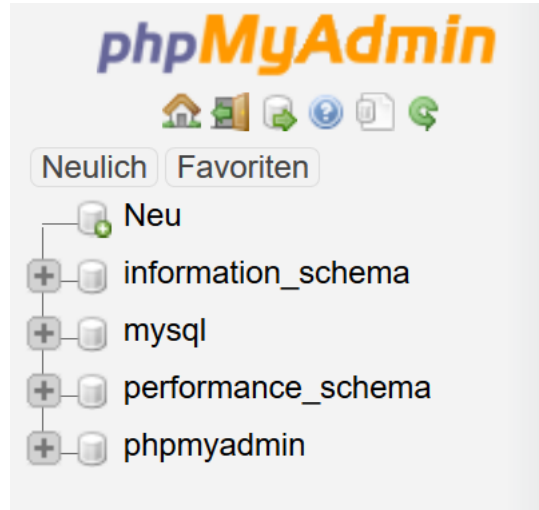 phpMyAdmin
Neulich Favoriten
Neu
information_schema
mysql
performance_schema
phpmyadmin